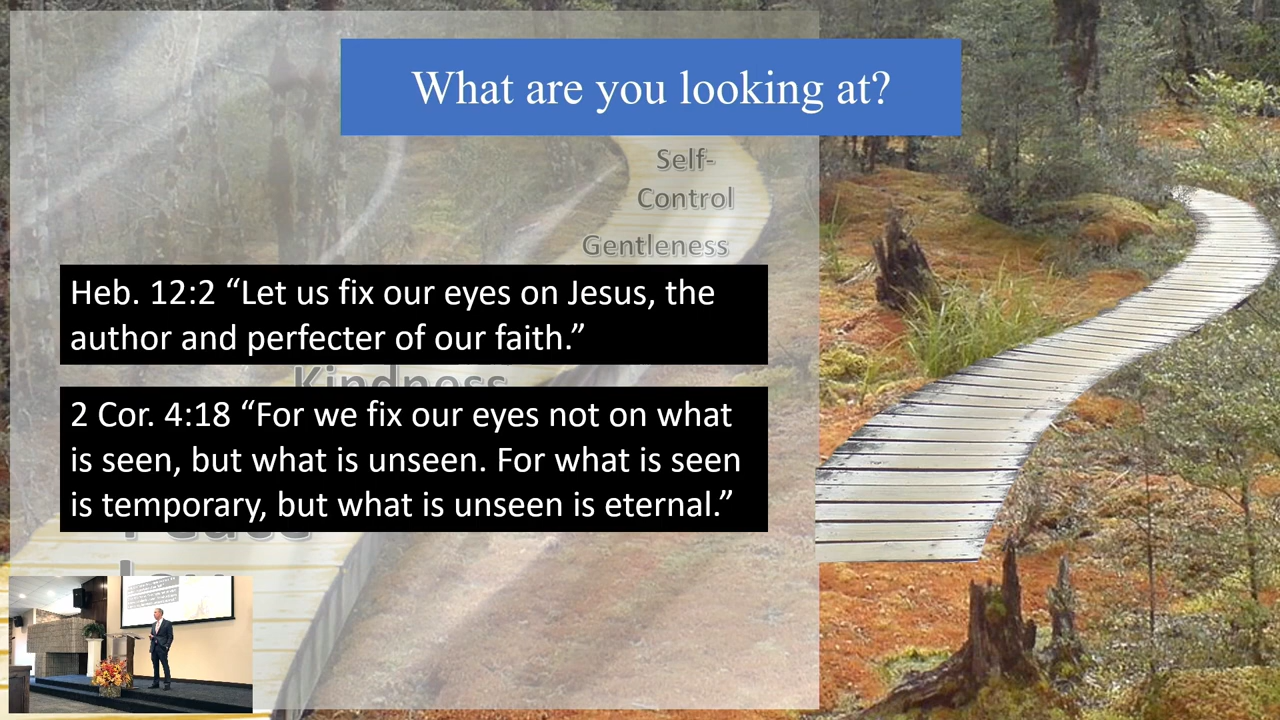 What are you looking at?
Self-
Control
Gentleness
Heb. 12:2 “Let us fix our eyes on Jesus, the
author and perfecter of our faith.”
Kindness
2 Cor. 4:18 “For we fix our eyes not on what
is seen, but what is unseen. For what is seen
is temporary, but what is unseen is eternal.”
Peace